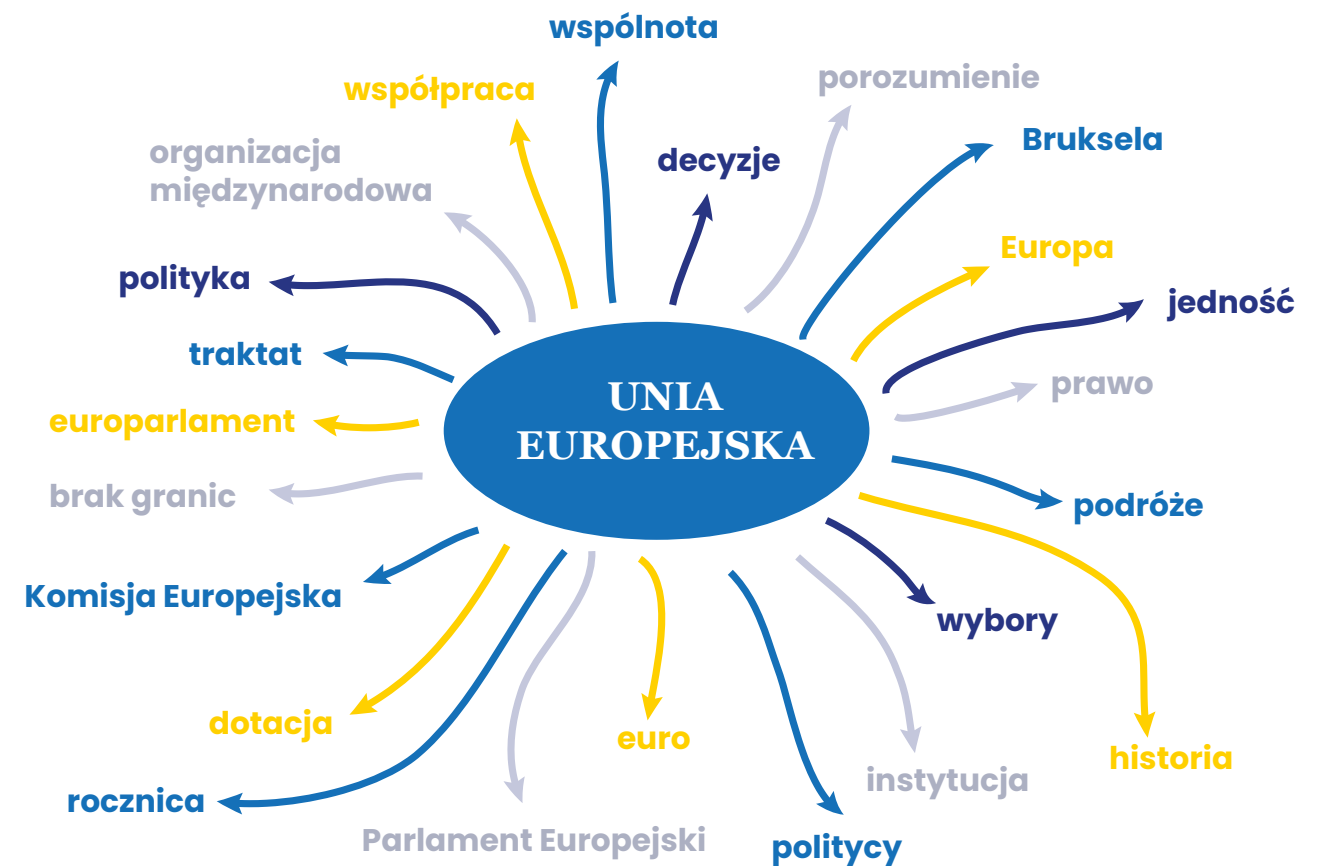 wspólnota
współpraca
porozumienie
organizacja
międzynarodowa
decyzje
Bruksela
polityka
Europa
jedność
traktat
prawo
UNIA
EUROPEJSKA
europarlament
brak granic
podróże
Komisja Europejska
wybory
dotacja
euro
historia
instytucja
rocznica
Parlament Europejski
politycy